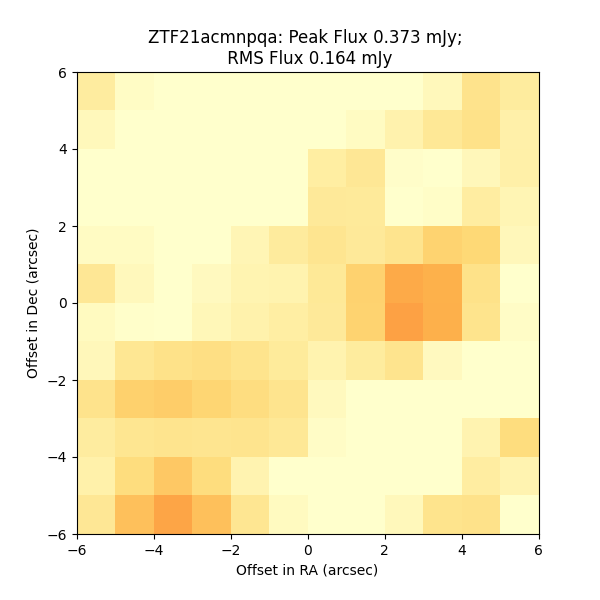 ZTF21acmnpqa: Peak Flux 0.373 mJy;
RMS Flux 0.164 mJy
6
4
2
0
−2
−4
−6
Offset in Dec (arcsec)
−6 −4 −2 0 2 4 6
Offset in RA (arcsec)